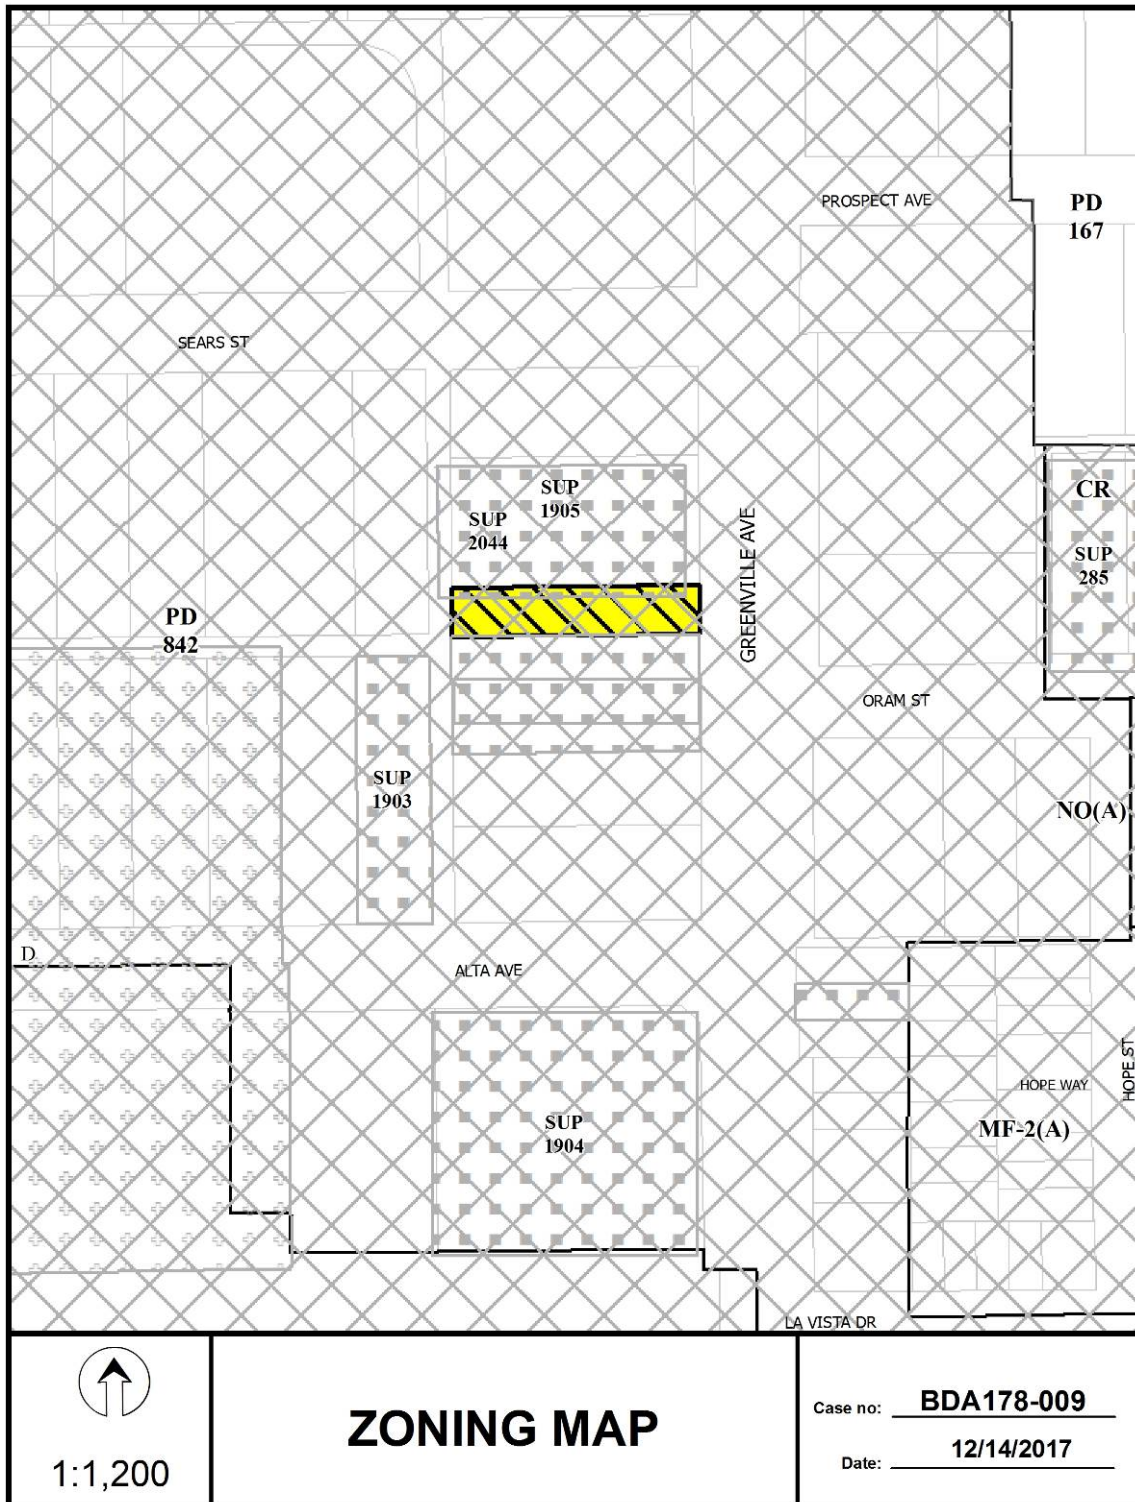 PROSPECT AVE
PD
167
SEARS ST
SUP
1905
CR
SUP
2044
GREENVILLE AVE
SUP
285
PD
842
ORAM ST
SUP
1903
NO(A)
D
ALTA AVE
HOPE ST
HOPE WAY
SUP
1904
MF-2(A)
LA VISTA DR
1:1,200
ZONING MAP
Case no: BDA178-009
Date: 12/14/2017